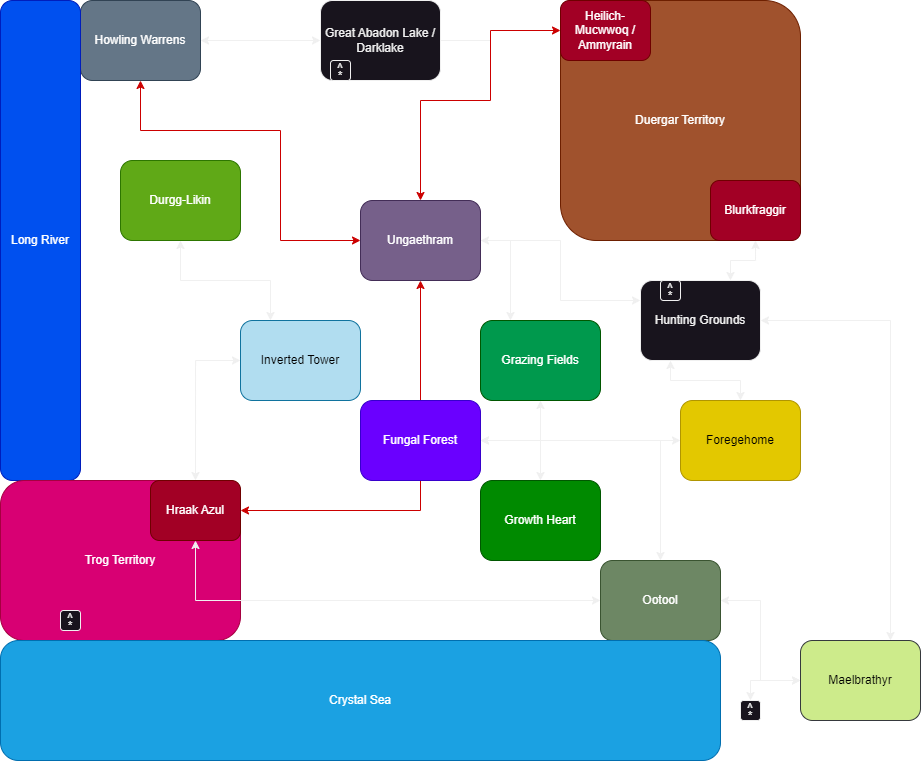 Howling Warrens
Great Abadon Lake /
Darklake
^
*
Heilich-
Mucwwoq /
Ammyrain
Duergar Territory
Blurkfraggir
Long River
Durgg-Likin
Ungaethram
^
*
Hunting Grounds
Inverted Tower
Grazing Fields
Fungal Forest
Foregehome
Hraak Azul
Growth Heart
Trog Territory
^
*
Ootool
Crystal Sea
Maelbrathyr
^
*